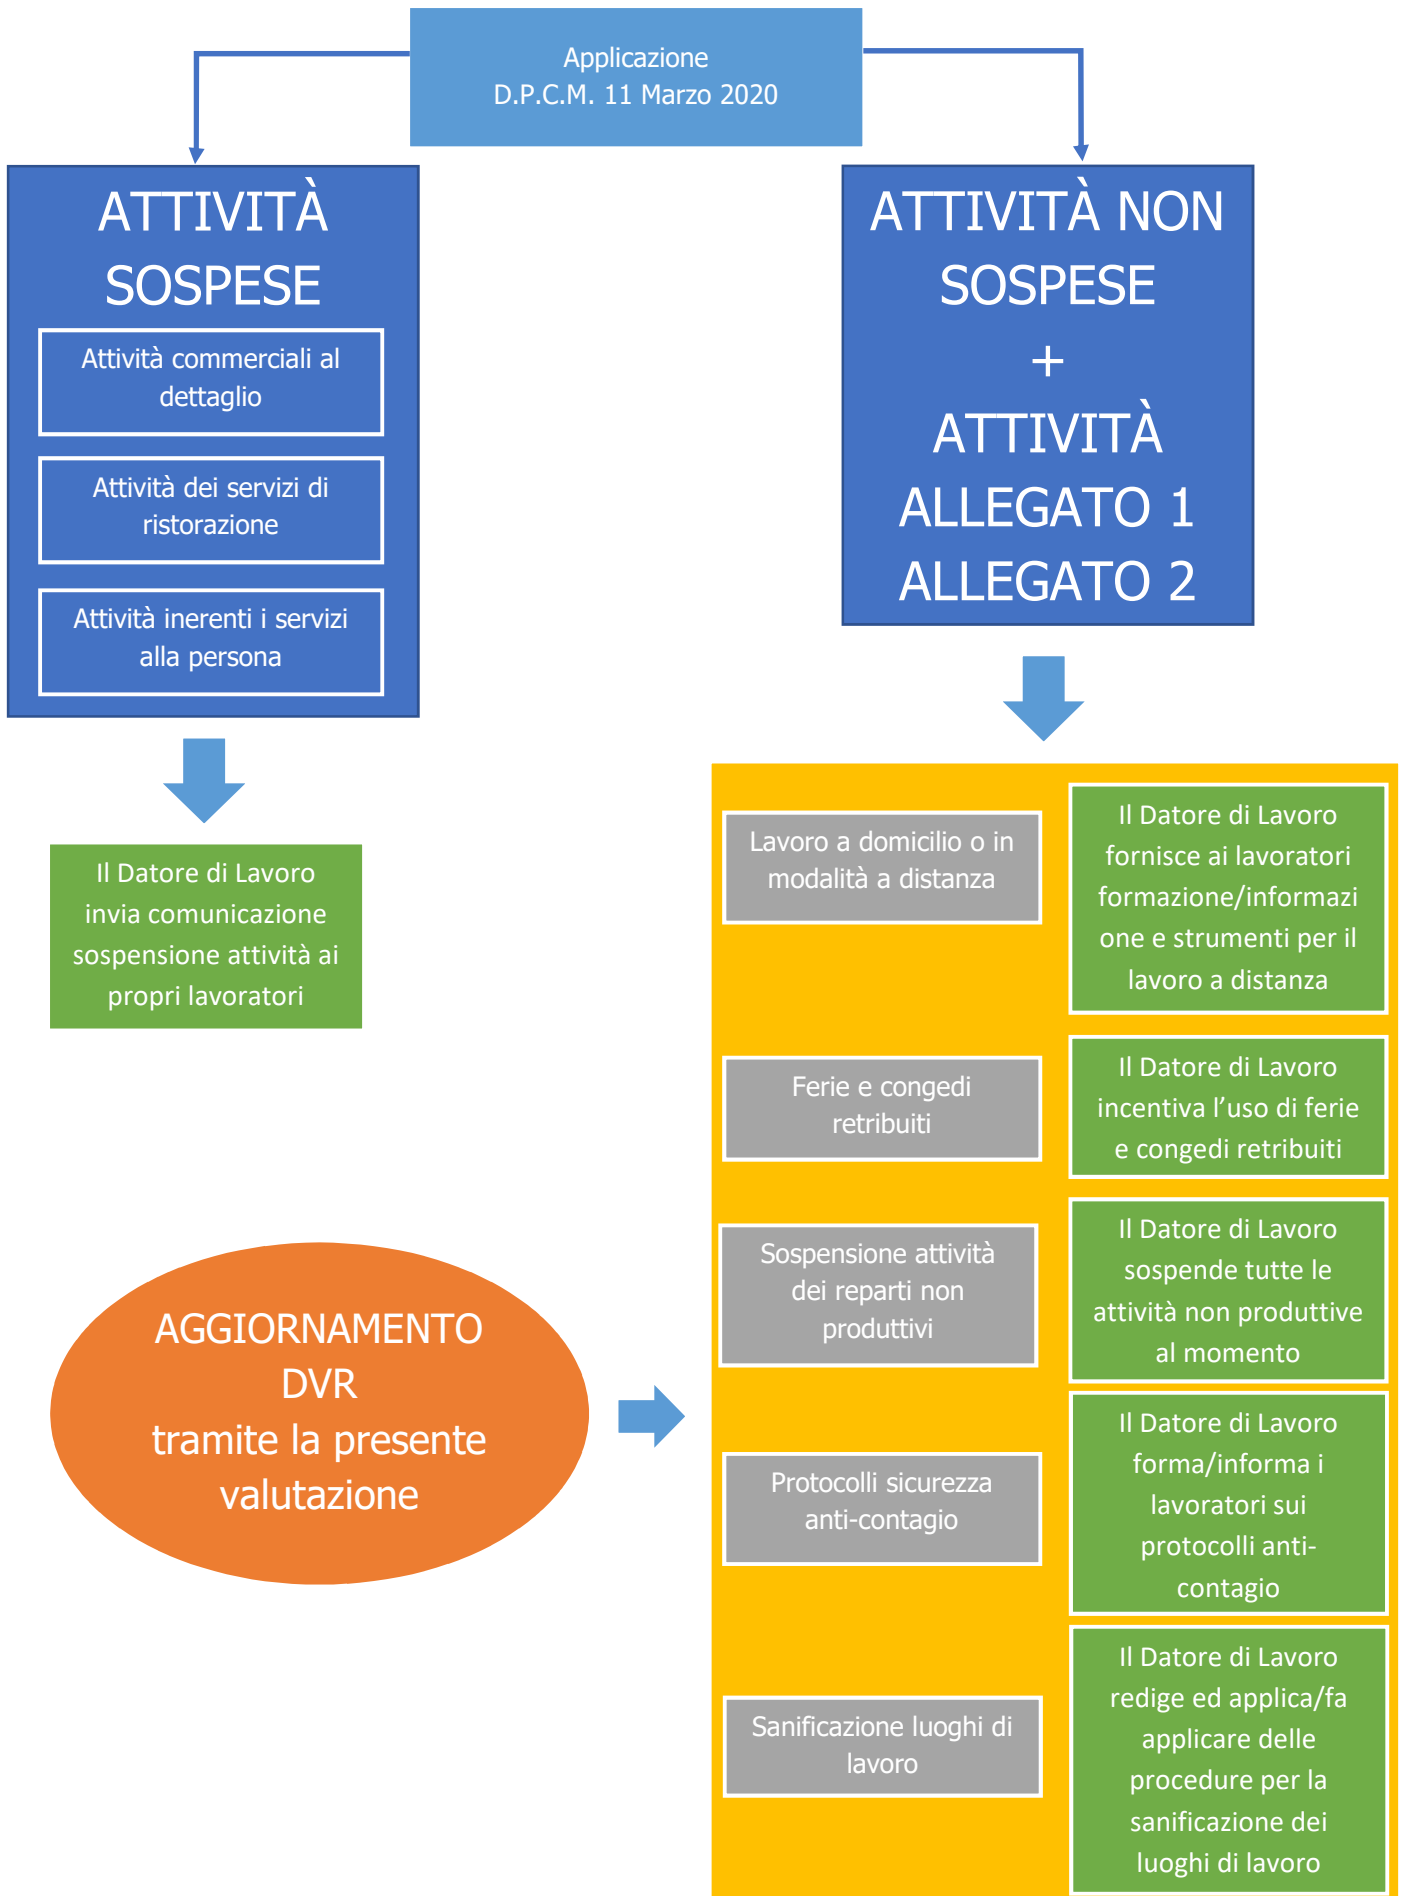 Applicazione
D.P.C.M. 11 Marzo 2020
ATTIVITÀ
SOSPESE
Attività commerciali al
dettaglio
Attività dei servizi di
ristorazione
Attività inerenti i servizi
alla persona
Il Datore di Lavoro
invia comunicazione
sospensione attività ai
propri lavoratori
ATTIVITÀ NON
SOSPESE
+
ATTIVITÀ
ALLEGATO 1
ALLEGATO 2
AGGIORNAMENTO
DVR
tramite la presente
valutazione
Lavoro a domicilio o in
modalità a distanza
Il Datore di Lavoro
fornisce ai lavoratori
formazione/informazi
one e strumenti per il
lavoro a distanza
Ferie e congedi
retribuiti
Il Datore di Lavoro
incentiva l’uso di ferie
e congedi retribuiti
Sospensione attività
dei reparti non
produttivi
Il Datore di Lavoro
sospende tutte le
attività non produttive
al momento
Protocolli sicurezza
anti-contagio
Il Datore di Lavoro
forma/informa i
lavoratori sui
protocolli anti-
contagio
Sanificazione luoghi di
lavoro
Il Datore di Lavoro
redige ed applica/fa
applicare delle
procedure per la
sanificazione dei
luoghi di lavoro